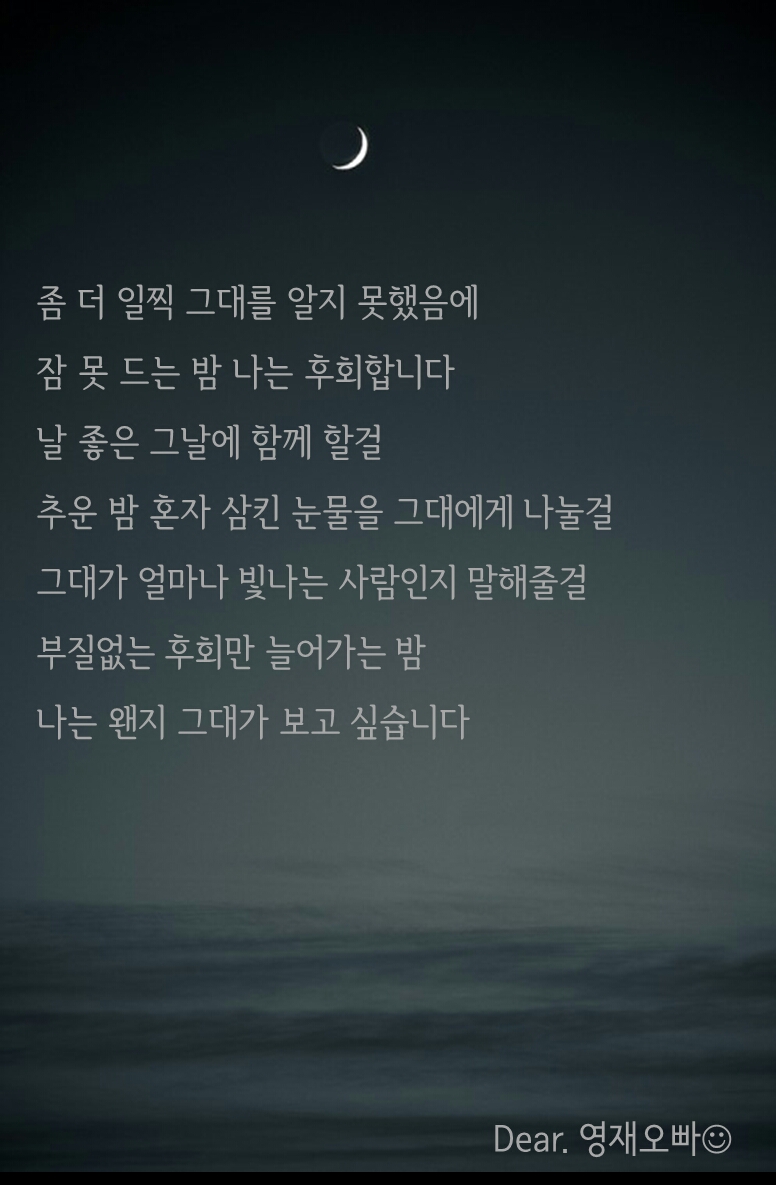 좀 더 일찍 그대를 알지 못했음에
잠 못 드는 밤 나는 후회합니다
날 좋은 그날에 함께 할걸
추운 밤 혼자 삼킨 눈물을 그대에게 나눌걸
그대가 얼마나 빛나는 사람인지 말해줄걸
부질없는 후회만 늘어가는 밤
나는 왠지 그대가 보고 싶습니다
Dear. 영재오빠☺